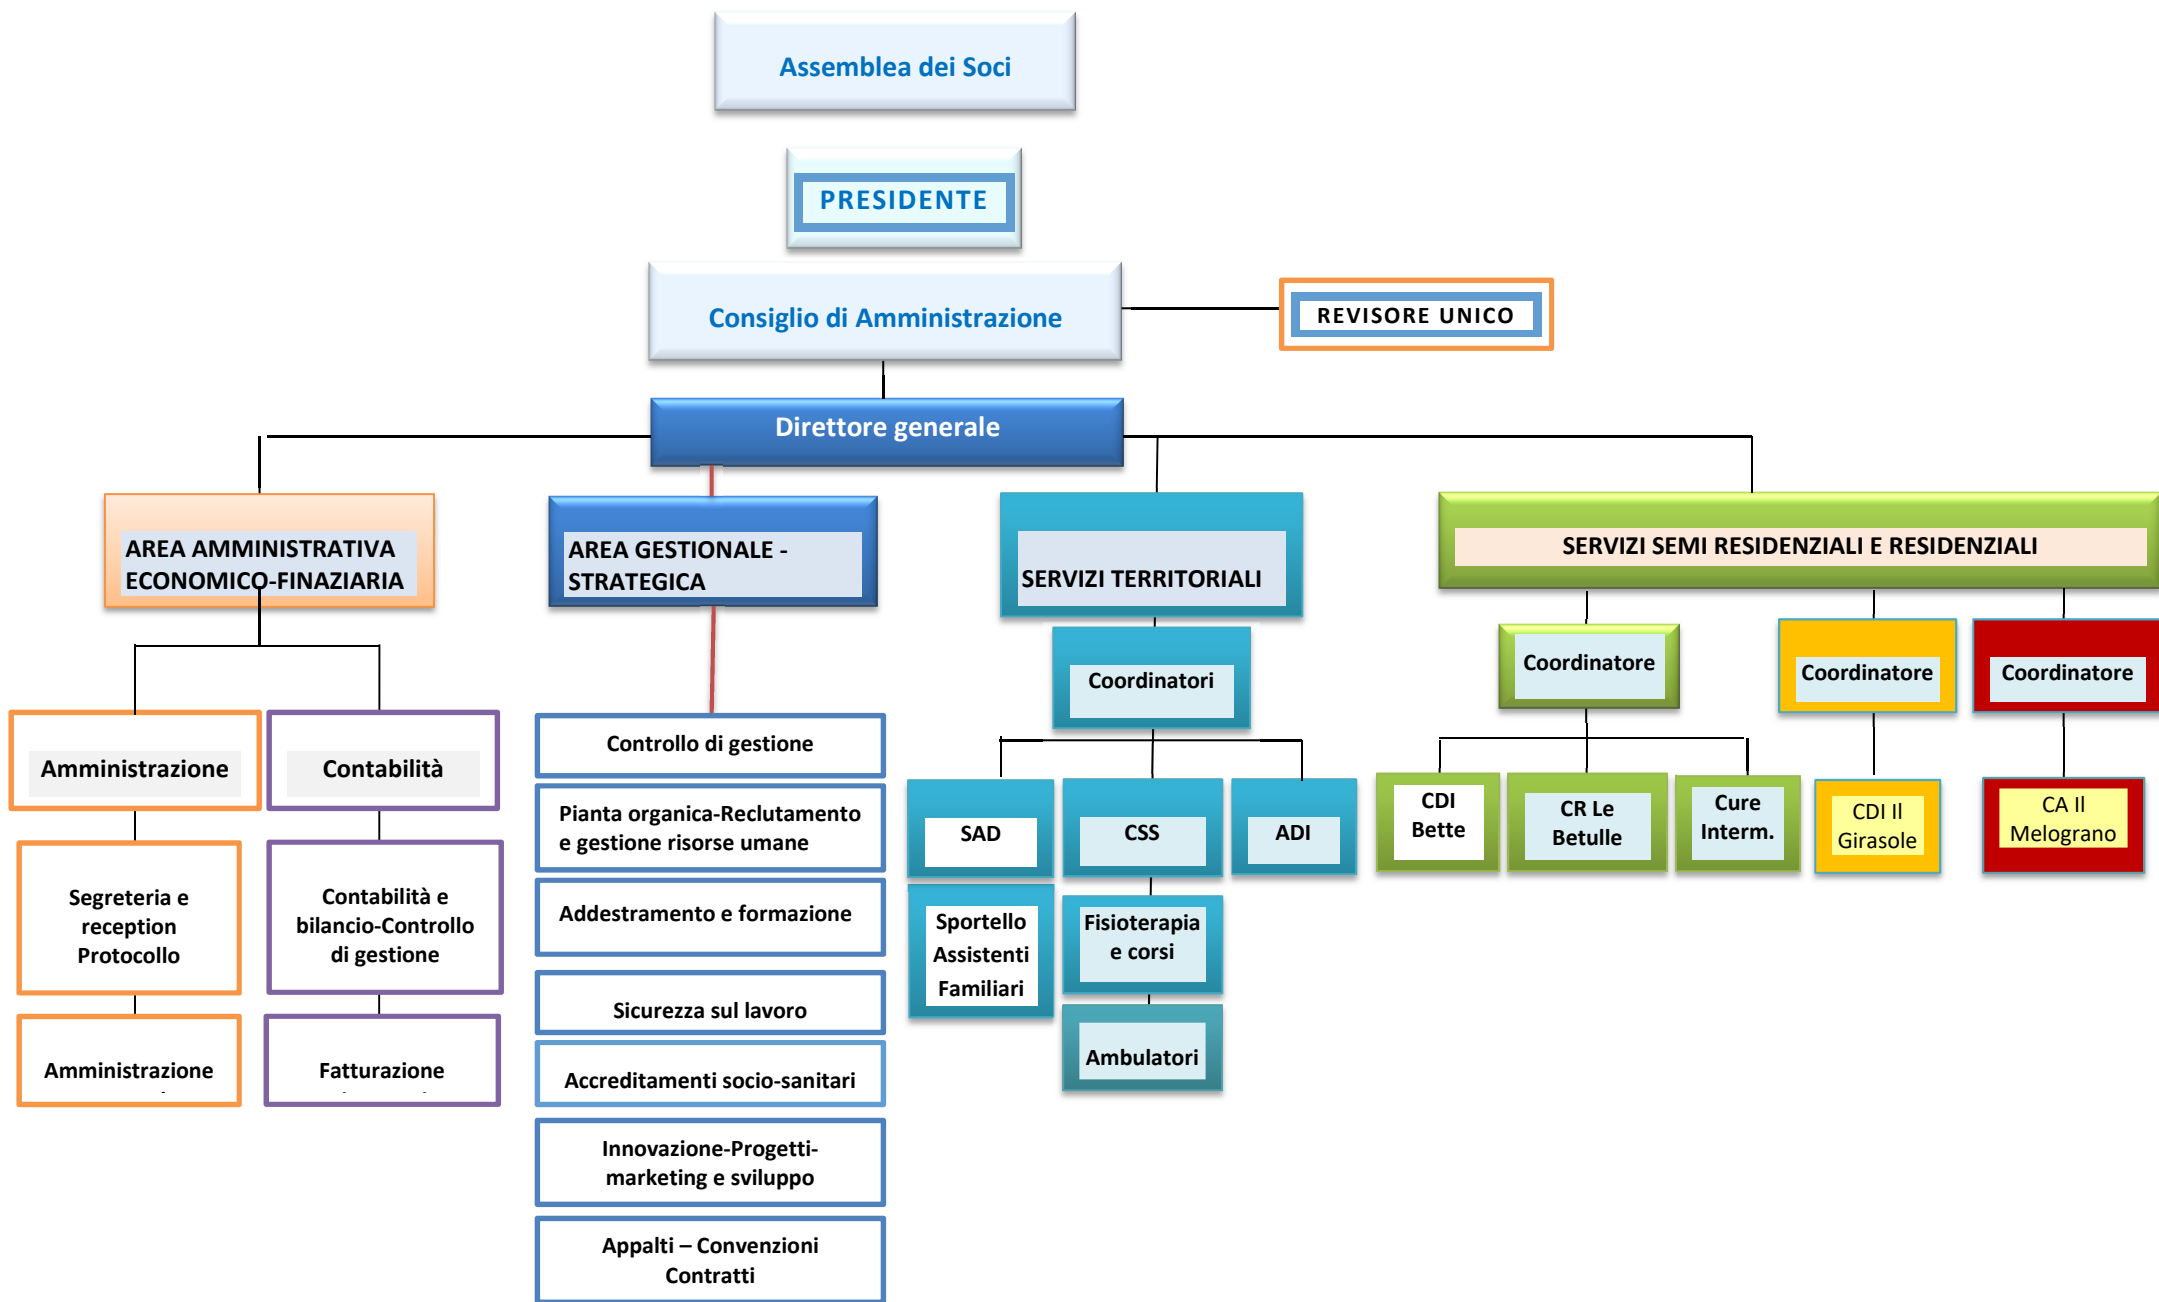 Assemblea dei Soci
PRESIDENTE
Consiglio di Amministrazione
REVISORE UNICO
Direttore generale
AREA AMMINISTRATIVA
ECONOMICO-FINAZIARIA
AREA GESTIONALE -
STRATEGICA
SERVIZI TERRITORIALI
SERVIZI SEMI RESIDENZIALI E RESIDENZIALI
Coordinatori
Coordinatore
Coordinatore
Coordinatore
Amministrazione
Contabilità
Segreteria e
reception
Protocollo
Contabilità e
bilancio-Controllo
di gestione
Amministrazione
Fatturazione
Controllo di gestione
Pianta organica-Reclutamento
e gestione risorse umane
Addestramento e formazione
Sicurezza sul lavoro
Accreditamenti socio-sanitari
Innovazione-Progetti-
marketing e sviluppo
Appalti – Convenzioni
Contratti
SAD
CSS
ADI
Sportello
Assistenti
Familiari
Fisioterapia
e corsi
Ambulatori
CDI
Bette
CR Le
Betulle
Cure
Interm.
CDI Il
Girasole
CA Il
Melograno